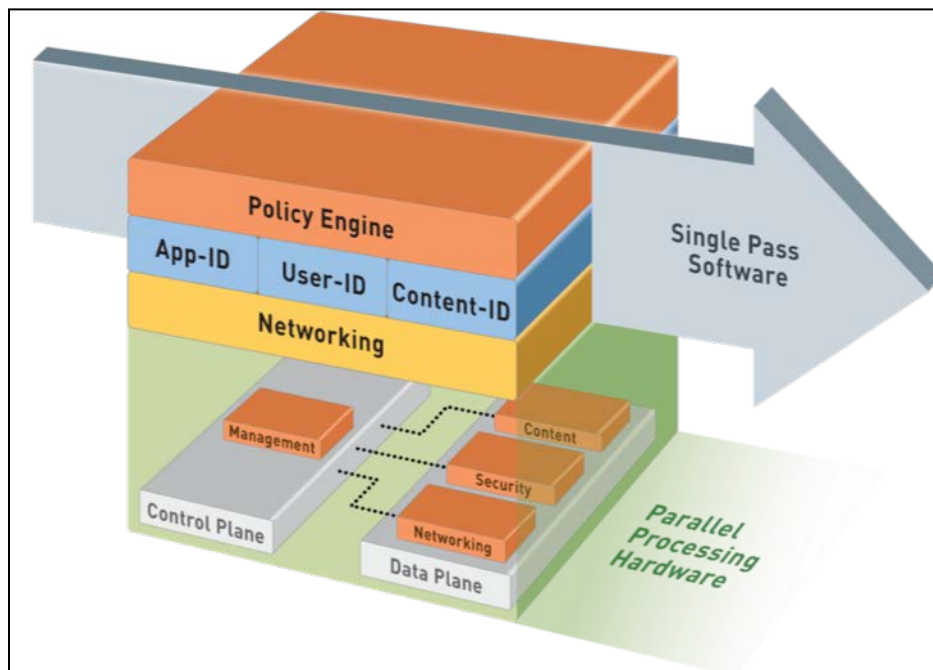 Policy Engine
App-ID
User-ID
Content-ID
Networking
Single Pass
Software
Management
Content
Security
Networking
Control Plane
Data Plane
Parallel
Processing
Hardware